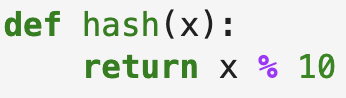 def hash(x):
    return x % 10